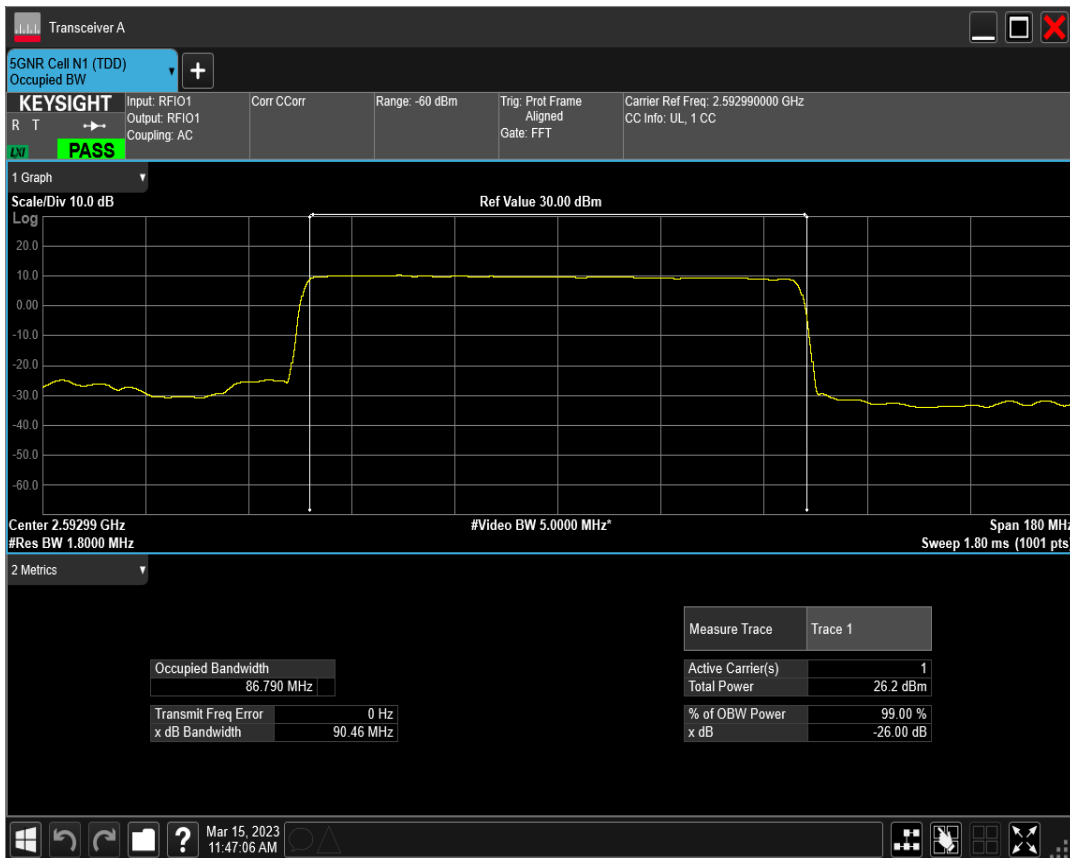 Transceiver A
5GNR Cell N1 (TDD)
Occupied BW
+
KEYSIGHT
R T
LXI
PASS
Input: RFIO1
Output: RFIO1
Coupling: AC
Corr CCorr
Range: -60 dBm
Trig: Prot Frame
Aligned
Gate: FFT
Carrier Ref Freq: 2.592990000 GHz
CC Info: UL, 1 CC
1 Graph
Scale/Div 10.0 dB
Ref Value 30.00 dBm
Log
20.0
10.0
0.00
-10.0
-20.0
-30.0
-40.0
-50.0
-60.0
Center 2.59299 GHz
#Video BW 5.0000 MHz*
Span 180 MHz
#Res BW 1.8000 MHz
Sweep 1.80 ms (1001 pts)
2 Metrics
Measure Trace Trace 1
Occupied Bandwidth
86.790 MHz
Active Carrier(s) 1
Total Power 26.2 dBm
Transmit Freq Error 0 Hz
x dB Bandwidth 90.46 MHz
% of OBW Power 99.00 %
x dB -26.00 dB
?
Mar 15, 2023
11:47:06 AM